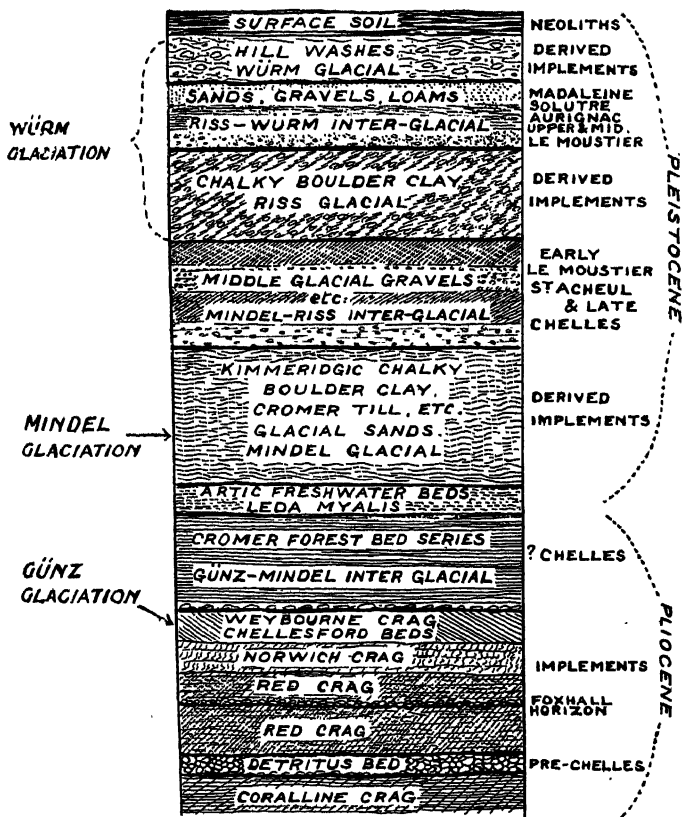 SURFACE SOIL
NEOLITHS
HILL WASHES
WÜRM GLACIAL
DERIVED
IMPLEMENTS
SANDS, GRAVELS, LOAMS
RISS-WURM INTER-GLACIAL
MADALEINE
SOLUTRE
AURIGNAC
UPPER & MID.
LE MOUSTIER
WÜRM
GLACIATION
CHALKY BOULDER CLAY
RISS GLACIAL
DERIVED
IMPLEMENTS
PLEISTOCENE
MIDDLE GLACIAL GRAVELS
etc.
MINDEL-RISS INTER-GLACIAL
EARLY
LE MOUSTIER
STACHEUL
& LATE
CHELLES
KIMMERIDGIC CHALKY
BOULDER CLAY,
CROMER TILL, ETC.
GLACIAL SANDS.
MINDEL GLACIAL
DERIVED
IMPLEMENTS
MINDEL
GLACIATION
ARTIC FRESHWATER BEDS
LEDA MYALIS
CROMER FOREST BED SERIES
GÜNZ-MINDEL INTER GLACIAL
? CHELLES
GÜNZ
GLACIATION
WEYBOURNE CRAG
CHELLESFORD BEDS
NORWICH CRAG
IMPLEMENTS
RED CRAG
FOXHALL
HORIZON
RED CRAG
DETRITUS BED
PRE-CHELLES
CORALLINE CRAG
PLIOCENE